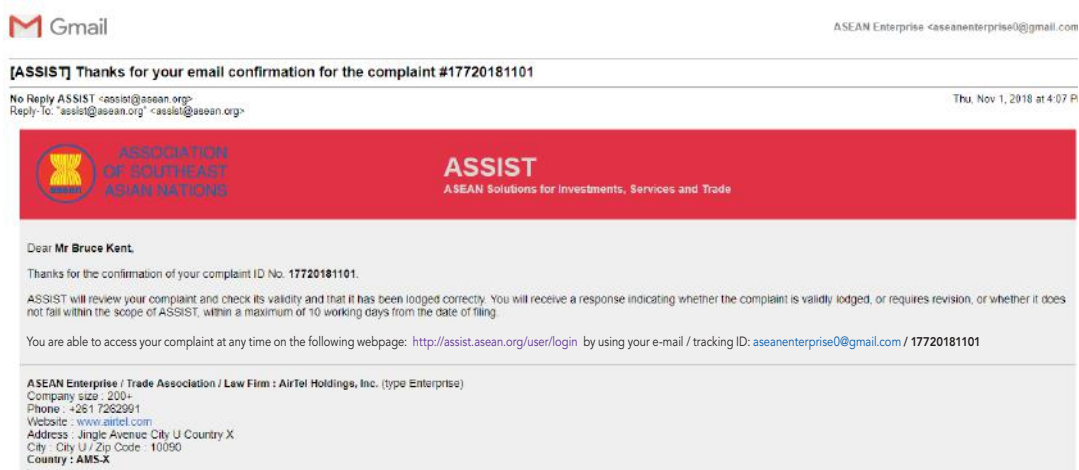 Gmail
ASEAN Enterprise <aseanenterprise0@gmail.com
[ASSIST] Thanks for your email confirmation for the complaint #17720181101
No Reply ASSIST <assist@asean.org>
Thu, Nov 1, 2018 at 4:07 P
Reply-To: "assist@asean.org" <assist@asean.org>
ASSOCIATION
OF SOUTHEAST
ASIAN NATIONS
asean
ASSIST
ASEAN Solutions for Investments, Services and Trade
Dear Mr Bruce Kent,
Thanks for the confirmation of your complaint ID No. 17720181101.
ASSIST will review your complaint and check its validity and that it has been lodged correctly. You will receive a response indicating whether the complaint is validly lodged, or requires revision, or whether it does
not fall within the scope of ASSIST, within a maximum of 10 working days from the date of filing.
You are able to access your complaint at any time on the following webpage: http://assist.asean.org/user/login by using your e-mail / tracking ID: aseanenterprise0@gmail.com / 17720181101
ASEAN Enterprise / Trade Association / Law Firm : AirTel Holdings, Inc. (type Enterprise)
Company size : 200+
Phone : +261 7262991
Website : www.airtel.com
Address : Jingle Avenue City U Country X
City : City U / Zip Code : 10090
Country : AMS-X